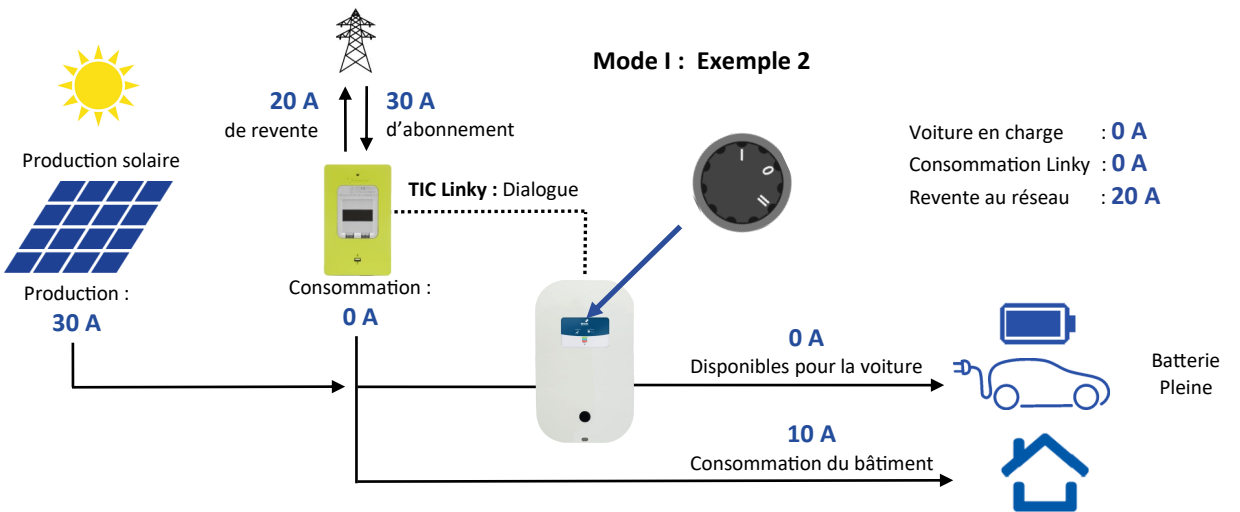 Mode I : Exemple 2
20 A
de revente
30 A
d'abonnement
Production solaire
TIC Linky : Dialogue
I
O
II
Voiture en charge : 0 A
Consommation Linky : 0 A
Revente au réseau : 20 A
Production :
30 A
Consommation :
0 A
0 A
Disponibles pour la voiture
Batterie
Pleine
10 A
Consommation du bâtiment